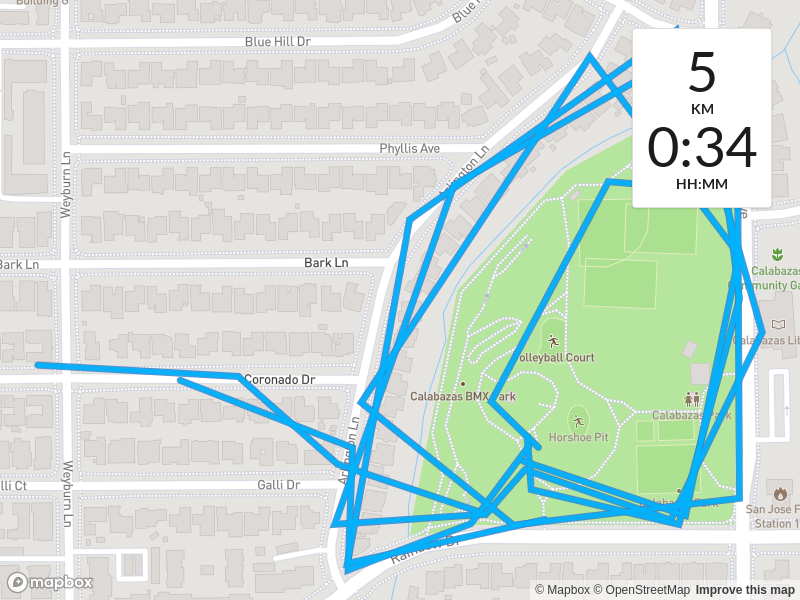 Building G
Blue Hill Dr
Blue
5
KM
0:34
HH:MM
Phyllis Ave
Arlington Ln
Weyburn Ln
Ave
Bark Ln
Bark Ln
Calabazas
Community Ga
Calabazas Lib
Volleyball Court
Coronado Dr
Calabazas BMX Park
Calabazas Park
Horshoe Pit
Arlington Ln
Galli Ct
Galli Dr
Weyburn Ln
San Jose F
Station 1
Rainbow Dr
mapbox
© Mapbox © OpenStreetMap Improve this map